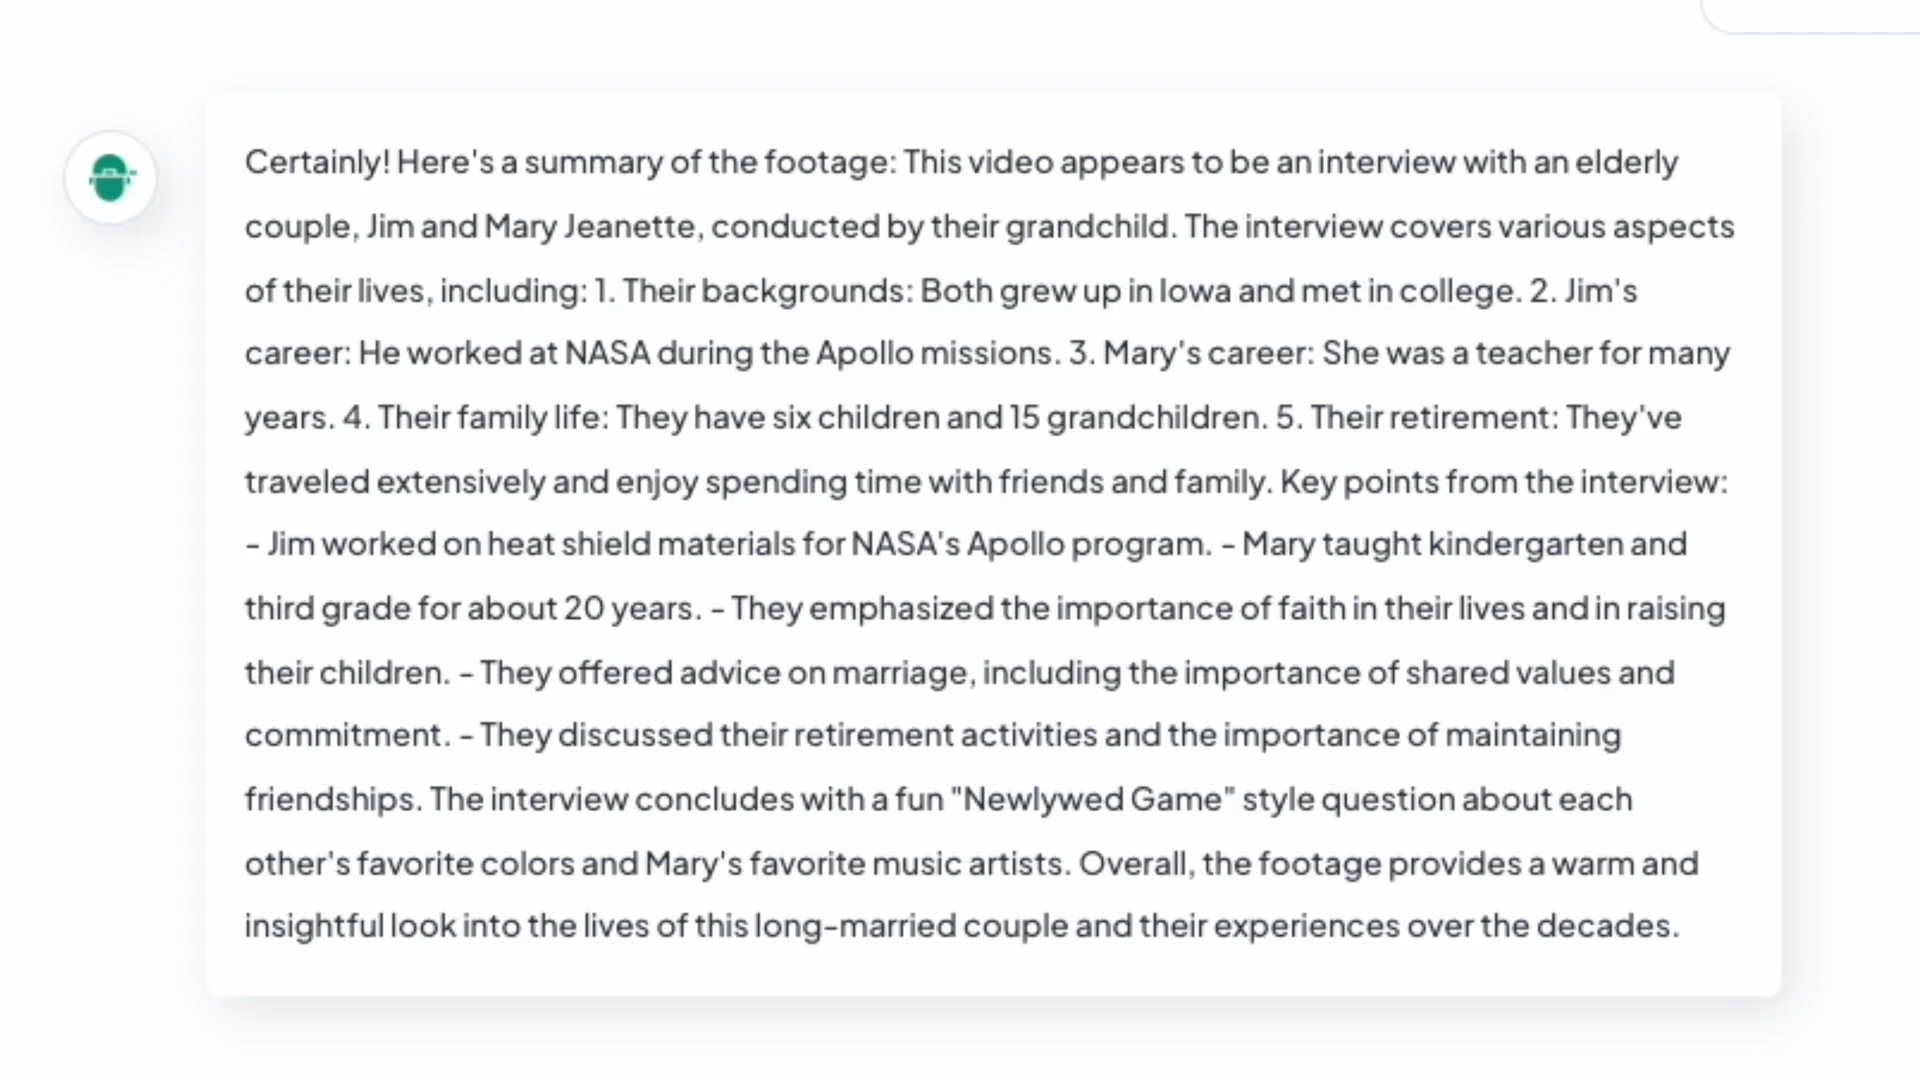 Certainly! Here's a summary of the footage: This video appears to be an interview with an elderly
couple, Jim and Mary Jeanette, conducted by their grandchild. The interview covers various aspects
of their lives, including: 1. Their backgrounds: Both grew up in Iowa and met in college. 2. Jim's
career: He worked at NASA during the Apollo missions. 3. Mary's career: She was a teacher for many
years. 4. Their family life: They have six children and 15 grandchildren. 5. Their retirement: They've
traveled extensively and enjoy spending time with friends and family. Key points from the interview:
- Jim worked on heat shield materials for NASA's Apollo program. - Mary taught kindergarten and
third grade for about 20 years. - They emphasized the importance of faith in their lives and in raising
their children. - They offered advice on marriage, including the importance of shared values and
commitment. - They discussed their retirement activities and the importance of maintaining
friendships. The interview concludes with a fun "Newlywed Game" style question about each
other's favorite colors and Mary's favorite music artists. Overall, the footage provides a warm and
insightful look into the lives of this long-married couple and their experiences over the decades.